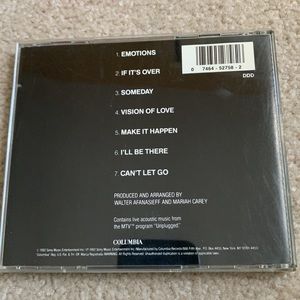 1. EMOTIONS
2. IF IT'S OVER
3. SOMEDAY
4. VISION OF LOVE
5. MAKE IT HAPPEN
6. I'LL BE THERE
7. CAN'T LET GO
0 7464-52758-2
DDD
PRODUCED AND ARRANGED BY
WALTER AFANASIEFF AND MARIAH CAREY
Contains live acoustic music from
the MTV™ program "Unplugged."
COLUMBIA